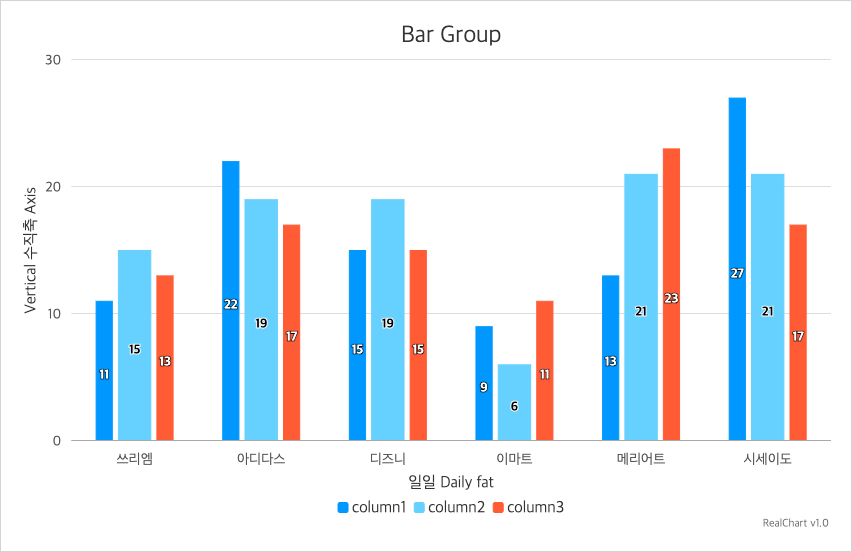 Bar Group
30
20
10
0
Vertical 수직축 Axis
11 15 13
22 19 17
15 19 15
9 6 11
13 21 23
27 21 17
쓰리엠 아디다스 디즈니 이마트 메리어트 시세이도
일일 Daily fat
column1 column2 column3
RealChart v1.0